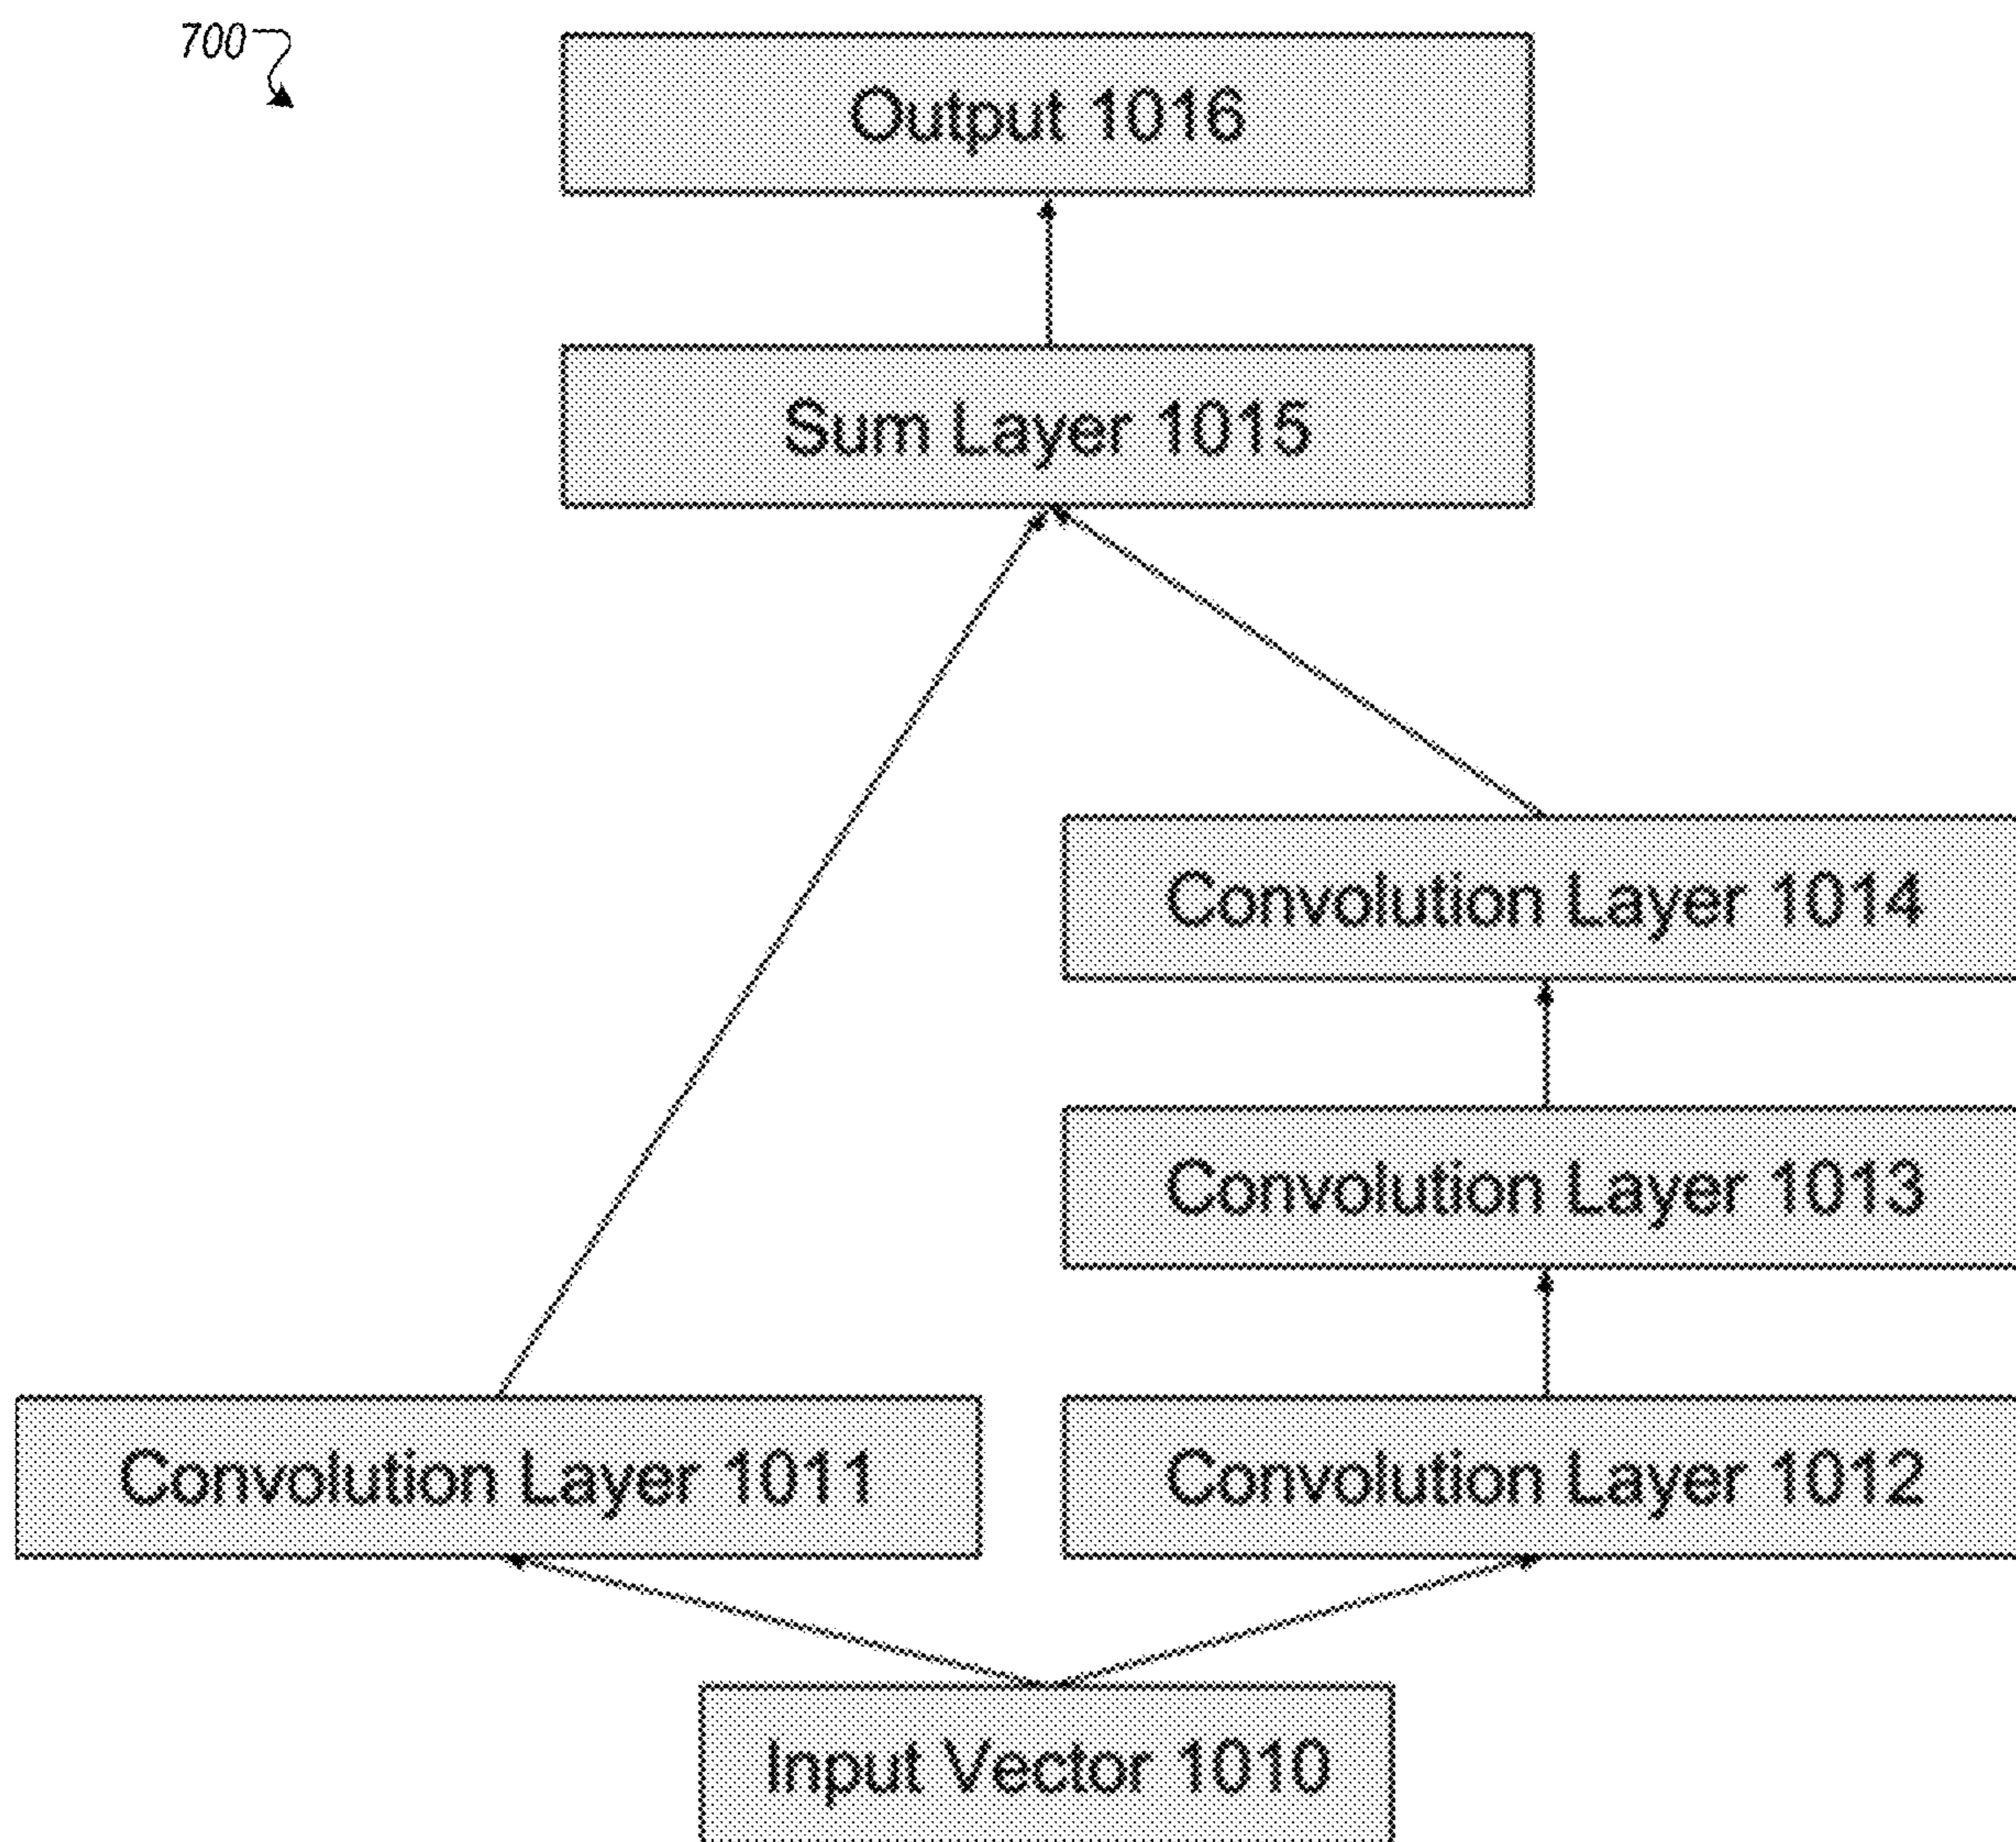 700
Output 1016
Sum Layer 1015
Convolution Layer 1014
Convolution Layer 1013
Convolution Layer 1011
Convolution Layer 1012
Input Vector 1010